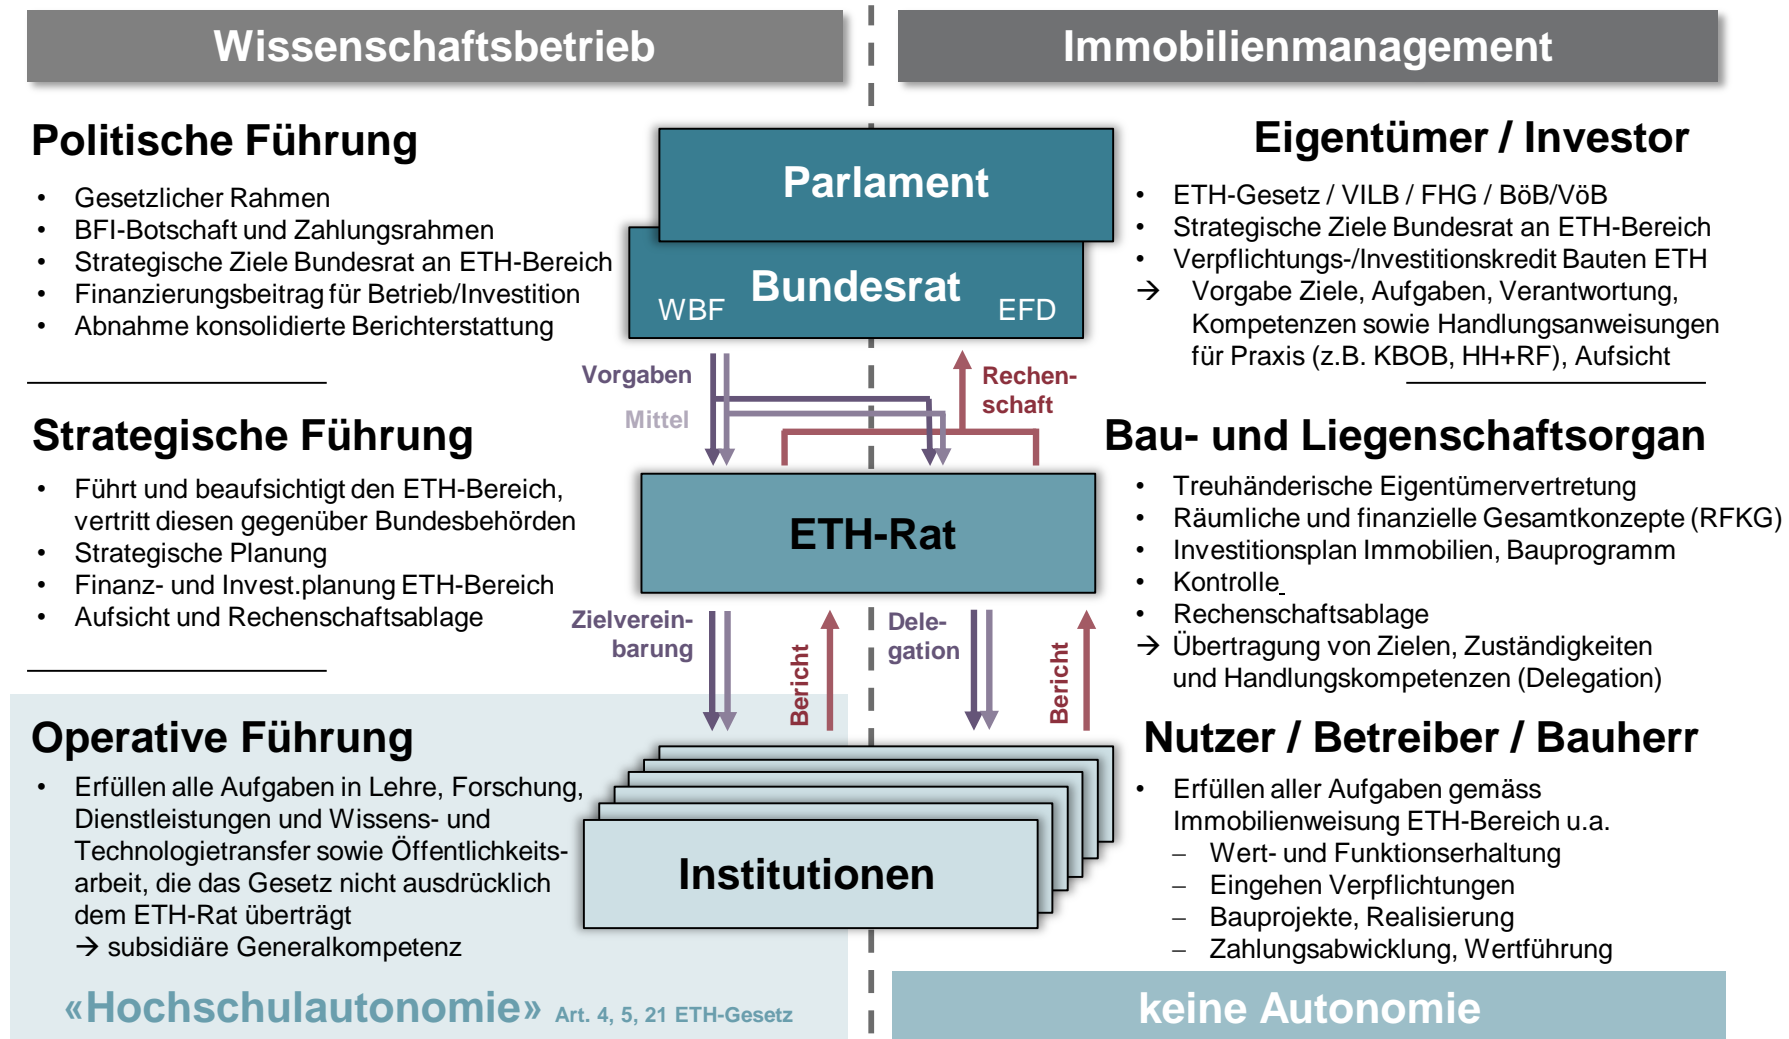 Wissenschaftsbetrieb
Immobilienmanagement
Politische Führung
• Gesetzlicher Rahmen
• BFI-Botschaft und Zahlungsrahmen
• Strategische Ziele Bundesrat an ETH-Bereich
• Finanzierungsbeitrag für Betrieb/Investition
• Abnahme konsolidierte Berichterstattung
Parlament
Bundesrat
WBF
EFD
Eigentümer / Investor
• ETH-Gesetz / VILB / FHG / BöB/VöB
• Strategische Ziele Bundesrat an ETH-Bereich
• Verpflichtungs-/Investitionskredit Bauten ETH
→ Vorgabe Ziele, Aufgaben, Verantwortung,
Kompetenzen sowie Handlungsanweisungen
für Praxis (z.B. KBOB, HH+RF), Aufsicht
Vorgaben
Mittel
Rechen-
schaft
Strategische Führung
• Führt und beaufsichtigt den ETH-Bereich,
vertritt diesen gegenüber Bundesbehörden
• Strategische Planung
• Finanz- und Invest.planung ETH-Bereich
• Aufsicht und Rechenschaftsablage
ETH-Rat
Bau- und Liegenschaftsorgan
• Treuhänderische Eigentümervertretung
• Räumliche und finanzielle Gesamtkonzepte (RFKG)
• Investitionsplan Immobilien, Bauprogramm
• Kontrolle
• Rechenschaftsablage
→ Übertragung von Zielen, Zuständigkeiten
und Handlungskompetenzen (Delegation)
Zielverein-
barung
Bericht
Dele-
gation
Bericht
Operative Führung
• Erfüllen alle Aufgaben in Lehre, Forschung,
Dienstleistungen und Wissens- und
Technologietransfer sowie Öffentlichkeits-
arbeit, die das Gesetz nicht ausdrücklich
dem ETH-Rat überträgt
→ subsidiäre Generalkompetenz
«Hochschulautonomie» Art. 4, 5, 21 ETH-Gesetz
Institutionen
Nutzer / Betreiber / Bauherr
• Erfüllen aller Aufgaben gemäss
Immobilienweisung ETH-Bereich u.a.
– Wert- und Funktionserhaltung
– Eingehen Verpflichtungen
– Bauprojekte, Realisierung
– Zahlungsabwicklung, Wertführung
keine Autonomie